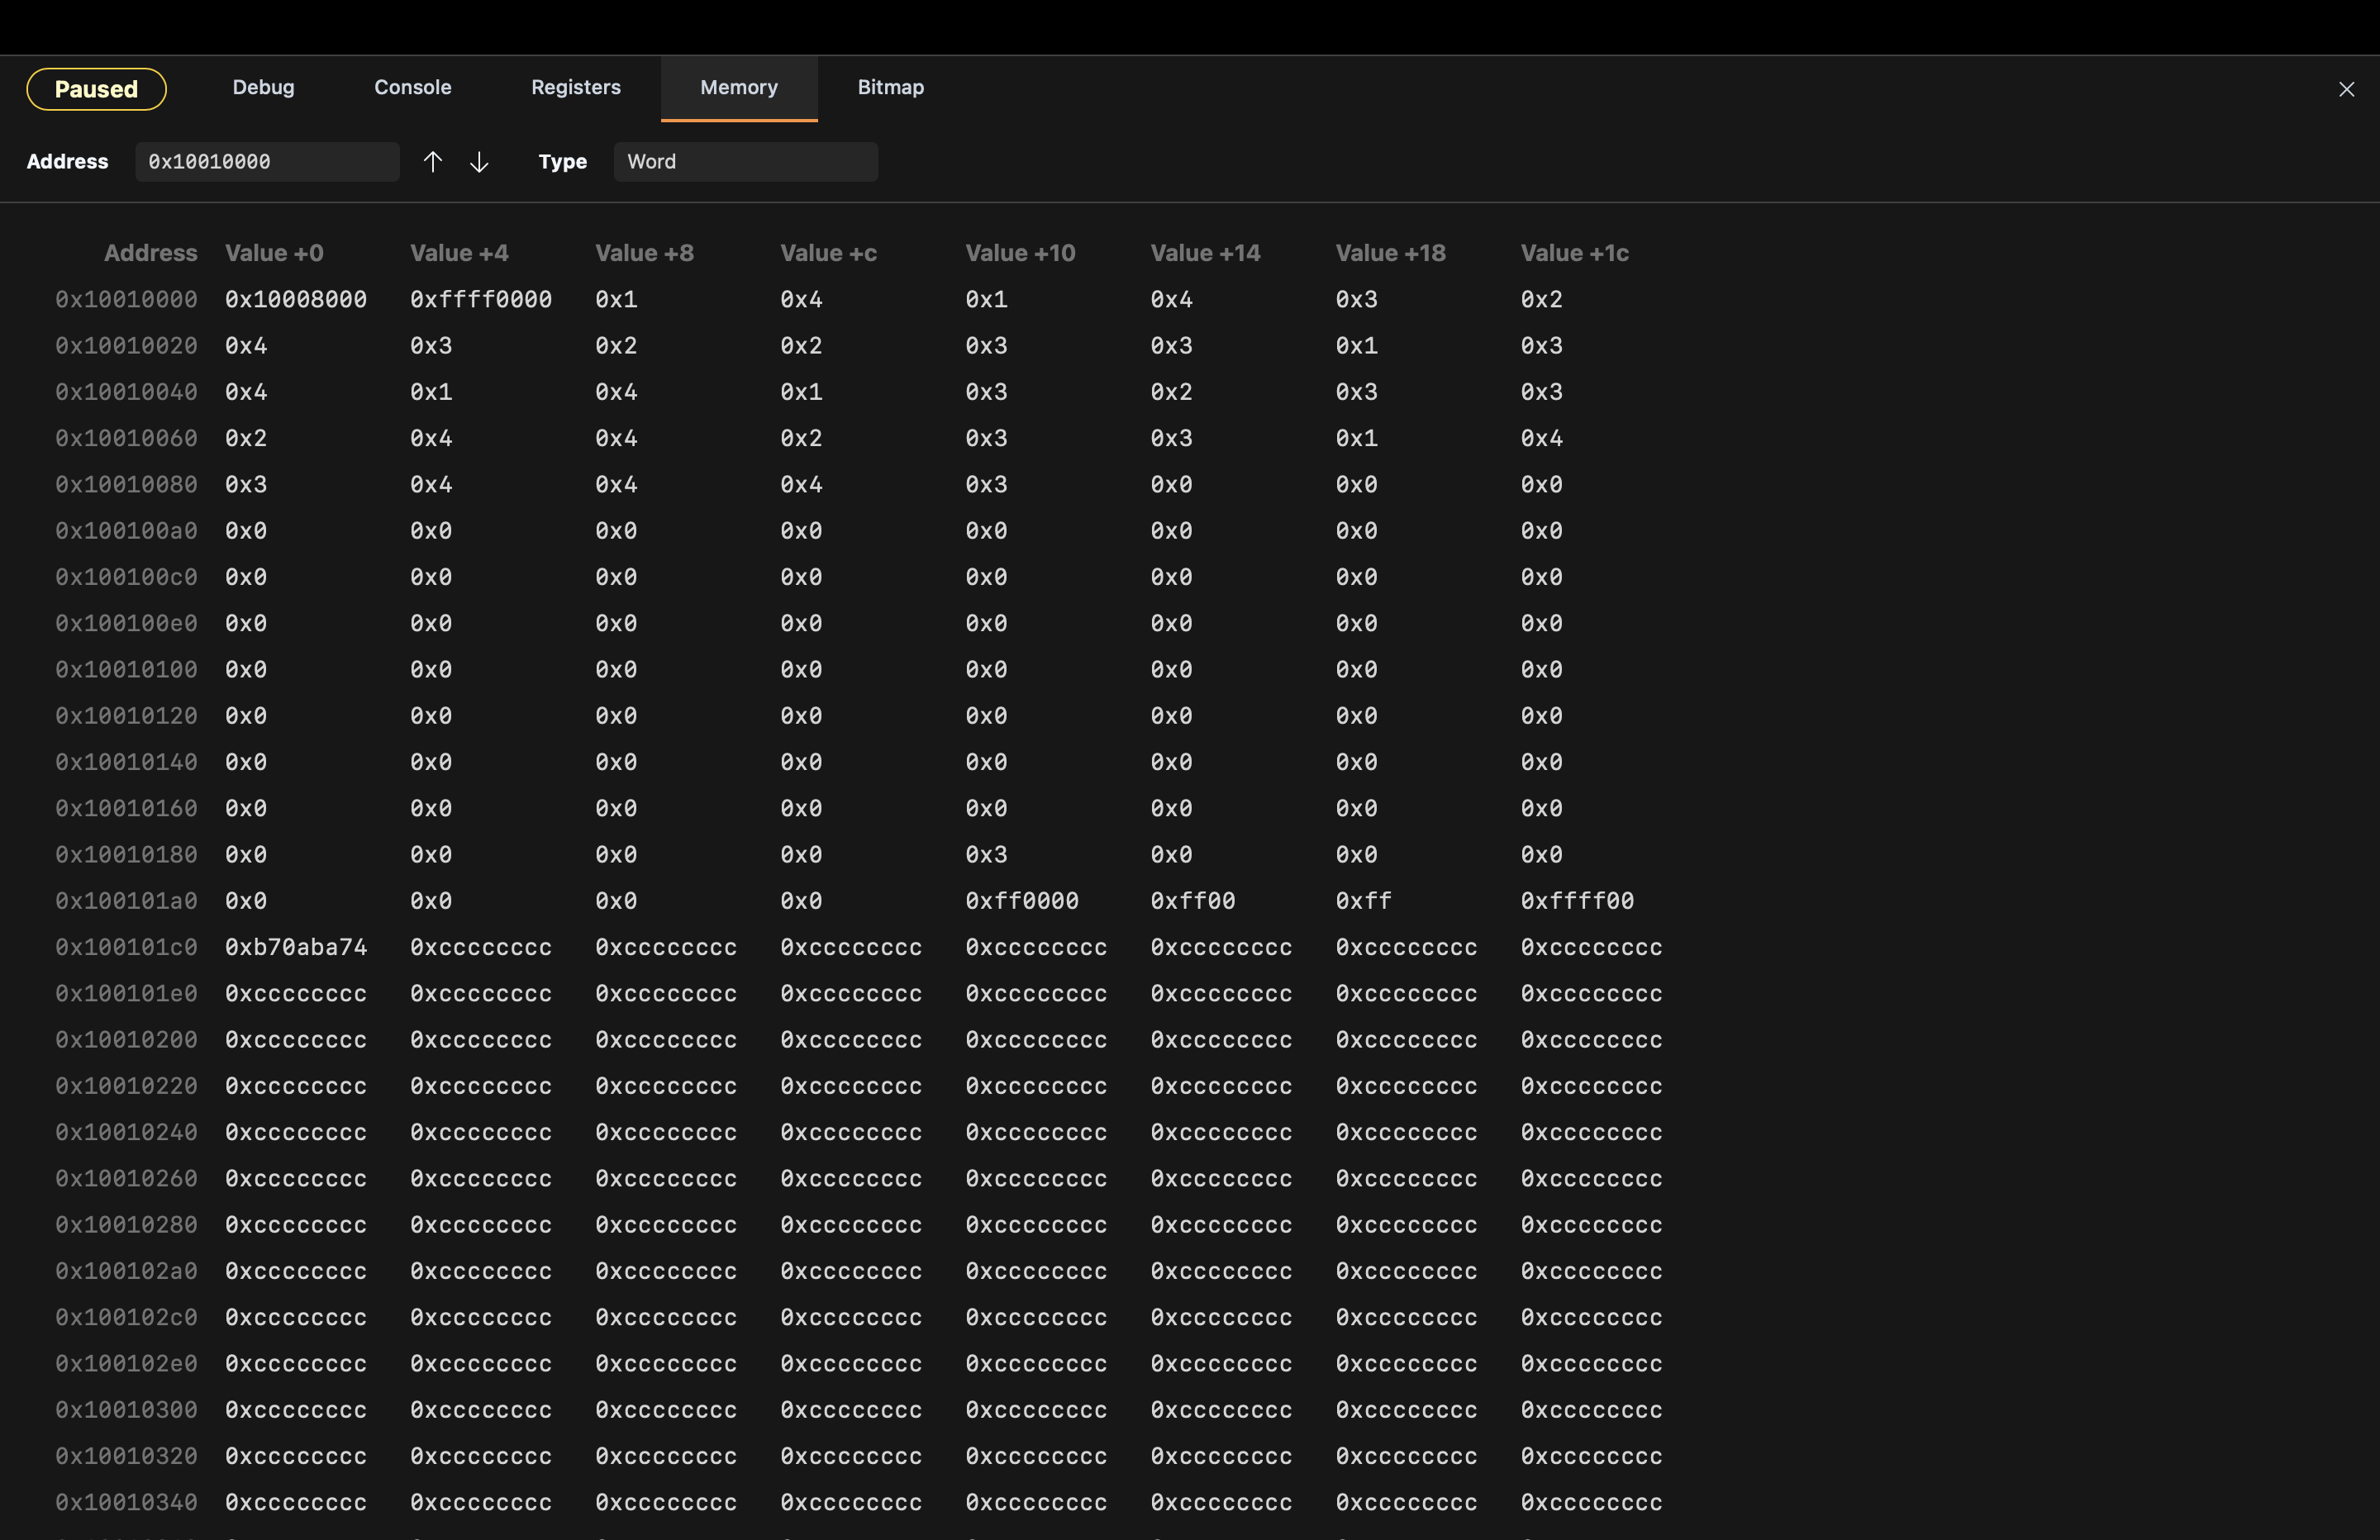 Paused Debug Console Registers Memory Bitmap
Address 0x10010000 Type Word
Address Value +0 Value +4 Value +8 Value +c Value +10 Value +14 Value +18 Value +1c
0x10010000 0x10008000 0xffff0000 0x1 0x4 0x1 0x4 0x3 0x2
0x10010020 0x4 0x3 0x2 0x2 0x3 0x3 0x1 0x3
0x10010040 0x4 0x1 0x4 0x1 0x3 0x2 0x3 0x3
0x10010060 0x2 0x4 0x4 0x2 0x3 0x3 0x1 0x4
0x10010080 0x3 0x4 0x4 0x4 0x3 0x0 0x0 0x0
0x100100a0 0x0 0x0 0x0 0x0 0x0 0x0 0x0 0x0
0x100100c0 0x0 0x0 0x0 0x0 0x0 0x0 0x0 0x0
0x100100e0 0x0 0x0 0x0 0x0 0x0 0x0 0x0 0x0
0x10010100 0x0 0x0 0x0 0x0 0x0 0x0 0x0 0x0
0x10010120 0x0 0x0 0x0 0x0 0x0 0x0 0x0 0x0
0x10010140 0x0 0x0 0x0 0x0 0x0 0x0 0x0 0x0
0x10010160 0x0 0x0 0x0 0x0 0x0 0x0 0x0 0x0
0x10010180 0x0 0x0 0x0 0x0 0x3 0x0 0x0 0x0
0x100101a0 0x0 0x0 0x0 0x0 0xff0000 0xff00 0xff 0xffff00
0x100101c0 0xb70aba74 0xcccccccc 0xcccccccc 0xcccccccc 0xcccccccc 0xcccccccc 0xcccccccc 0xcccccccc
0x100101e0 0xcccccccc 0xcccccccc 0xcccccccc 0xcccccccc 0xcccccccc 0xcccccccc 0xcccccccc 0xcccccccc
0x10010200 0xcccccccc 0xcccccccc 0xcccccccc 0xcccccccc 0xcccccccc 0xcccccccc 0xcccccccc 0xcccccccc
0x10010220 0xcccccccc 0xcccccccc 0xcccccccc 0xcccccccc 0xcccccccc 0xcccccccc 0xcccccccc 0xcccccccc
0x10010240 0xcccccccc 0xcccccccc 0xcccccccc 0xcccccccc 0xcccccccc 0xcccccccc 0xcccccccc 0xcccccccc
0x10010260 0xcccccccc 0xcccccccc 0xcccccccc 0xcccccccc 0xcccccccc 0xcccccccc 0xcccccccc 0xcccccccc
0x10010280 0xcccccccc 0xcccccccc 0xcccccccc 0xcccccccc 0xcccccccc 0xcccccccc 0xcccccccc 0xcccccccc
0x100102a0 0xcccccccc 0xcccccccc 0xcccccccc 0xcccccccc 0xcccccccc 0xcccccccc 0xcccccccc 0xcccccccc
0x100102c0 0xcccccccc 0xcccccccc 0xcccccccc 0xcccccccc 0xcccccccc 0xcccccccc 0xcccccccc 0xcccccccc
0x100102e0 0xcccccccc 0xcccccccc 0xcccccccc 0xcccccccc 0xcccccccc 0xcccccccc 0xcccccccc 0xcccccccc
0x10010300 0xcccccccc 0xcccccccc 0xcccccccc 0xcccccccc 0xcccccccc 0xcccccccc 0xcccccccc 0xcccccccc
0x10010320 0xcccccccc 0xcccccccc 0xcccccccc 0xcccccccc 0xcccccccc 0xcccccccc 0xcccccccc 0xcccccccc
0x10010340 0xcccccccc 0xcccccccc 0xcccccccc 0xcccccccc 0xcccccccc 0xcccccccc 0xcccccccc 0xcccccccc